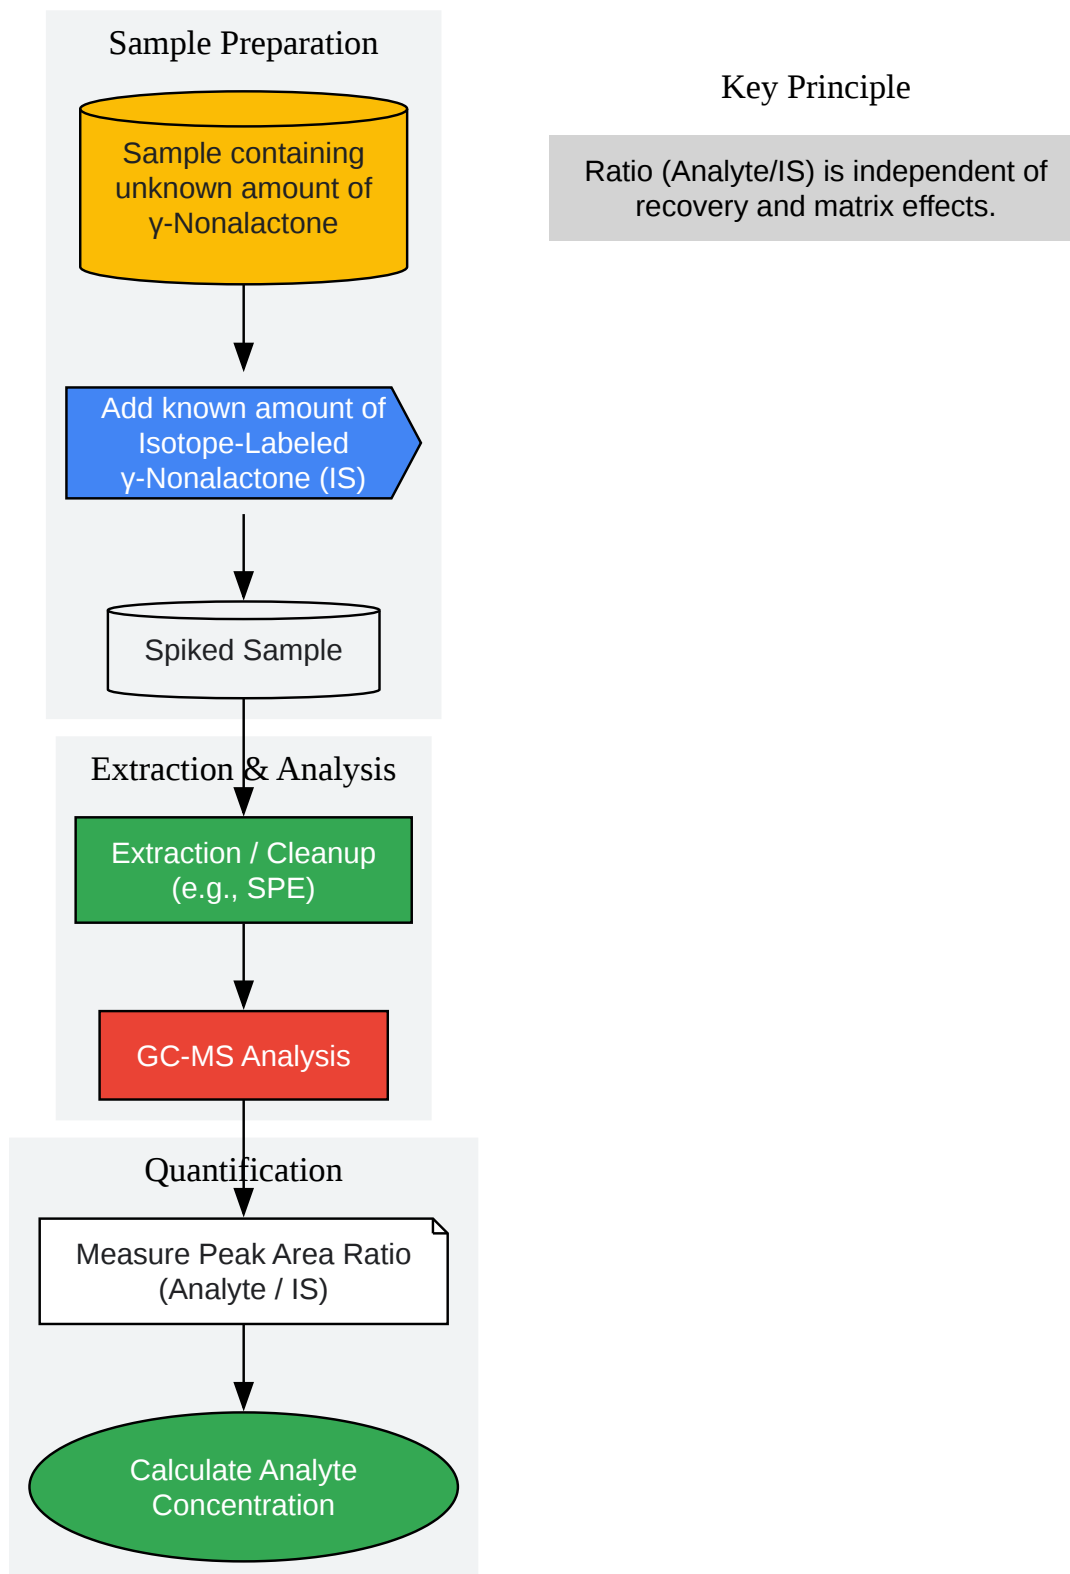 Sample Preparation
Sample containing
unknown amount of
γ-Nonalactone
Add known amount of
Isotope-Labeled
γ-Nonalactone (IS)
Spiked Sample
Extraction & Analysis
Extraction / Cleanup
(e.g., SPE)
GC-MS Analysis
Quantification
Measure Peak Area Ratio
(Analyte / IS)
Calculate Analyte
Concentration
Key Principle
Ratio (Analyte/IS) is independent of
recovery and matrix effects.